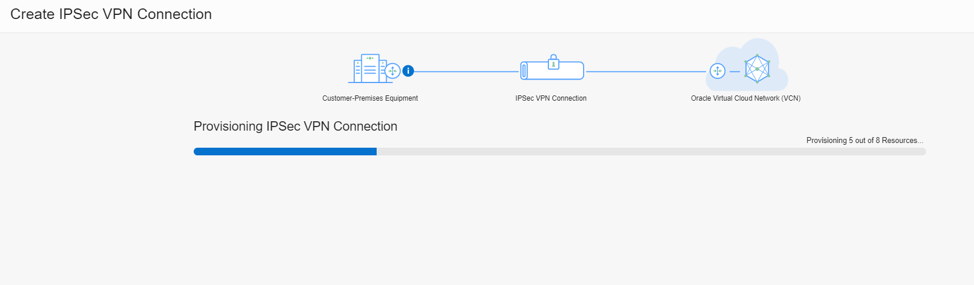 Create IPSec VPN Connection
i
Customer-Premises Equipment
IPSec VPN Connection
Oracle Virtual Cloud Network (VCN)
Provisioning IPSec VPN Connection
Provisioning 5 out of 8 Resources...